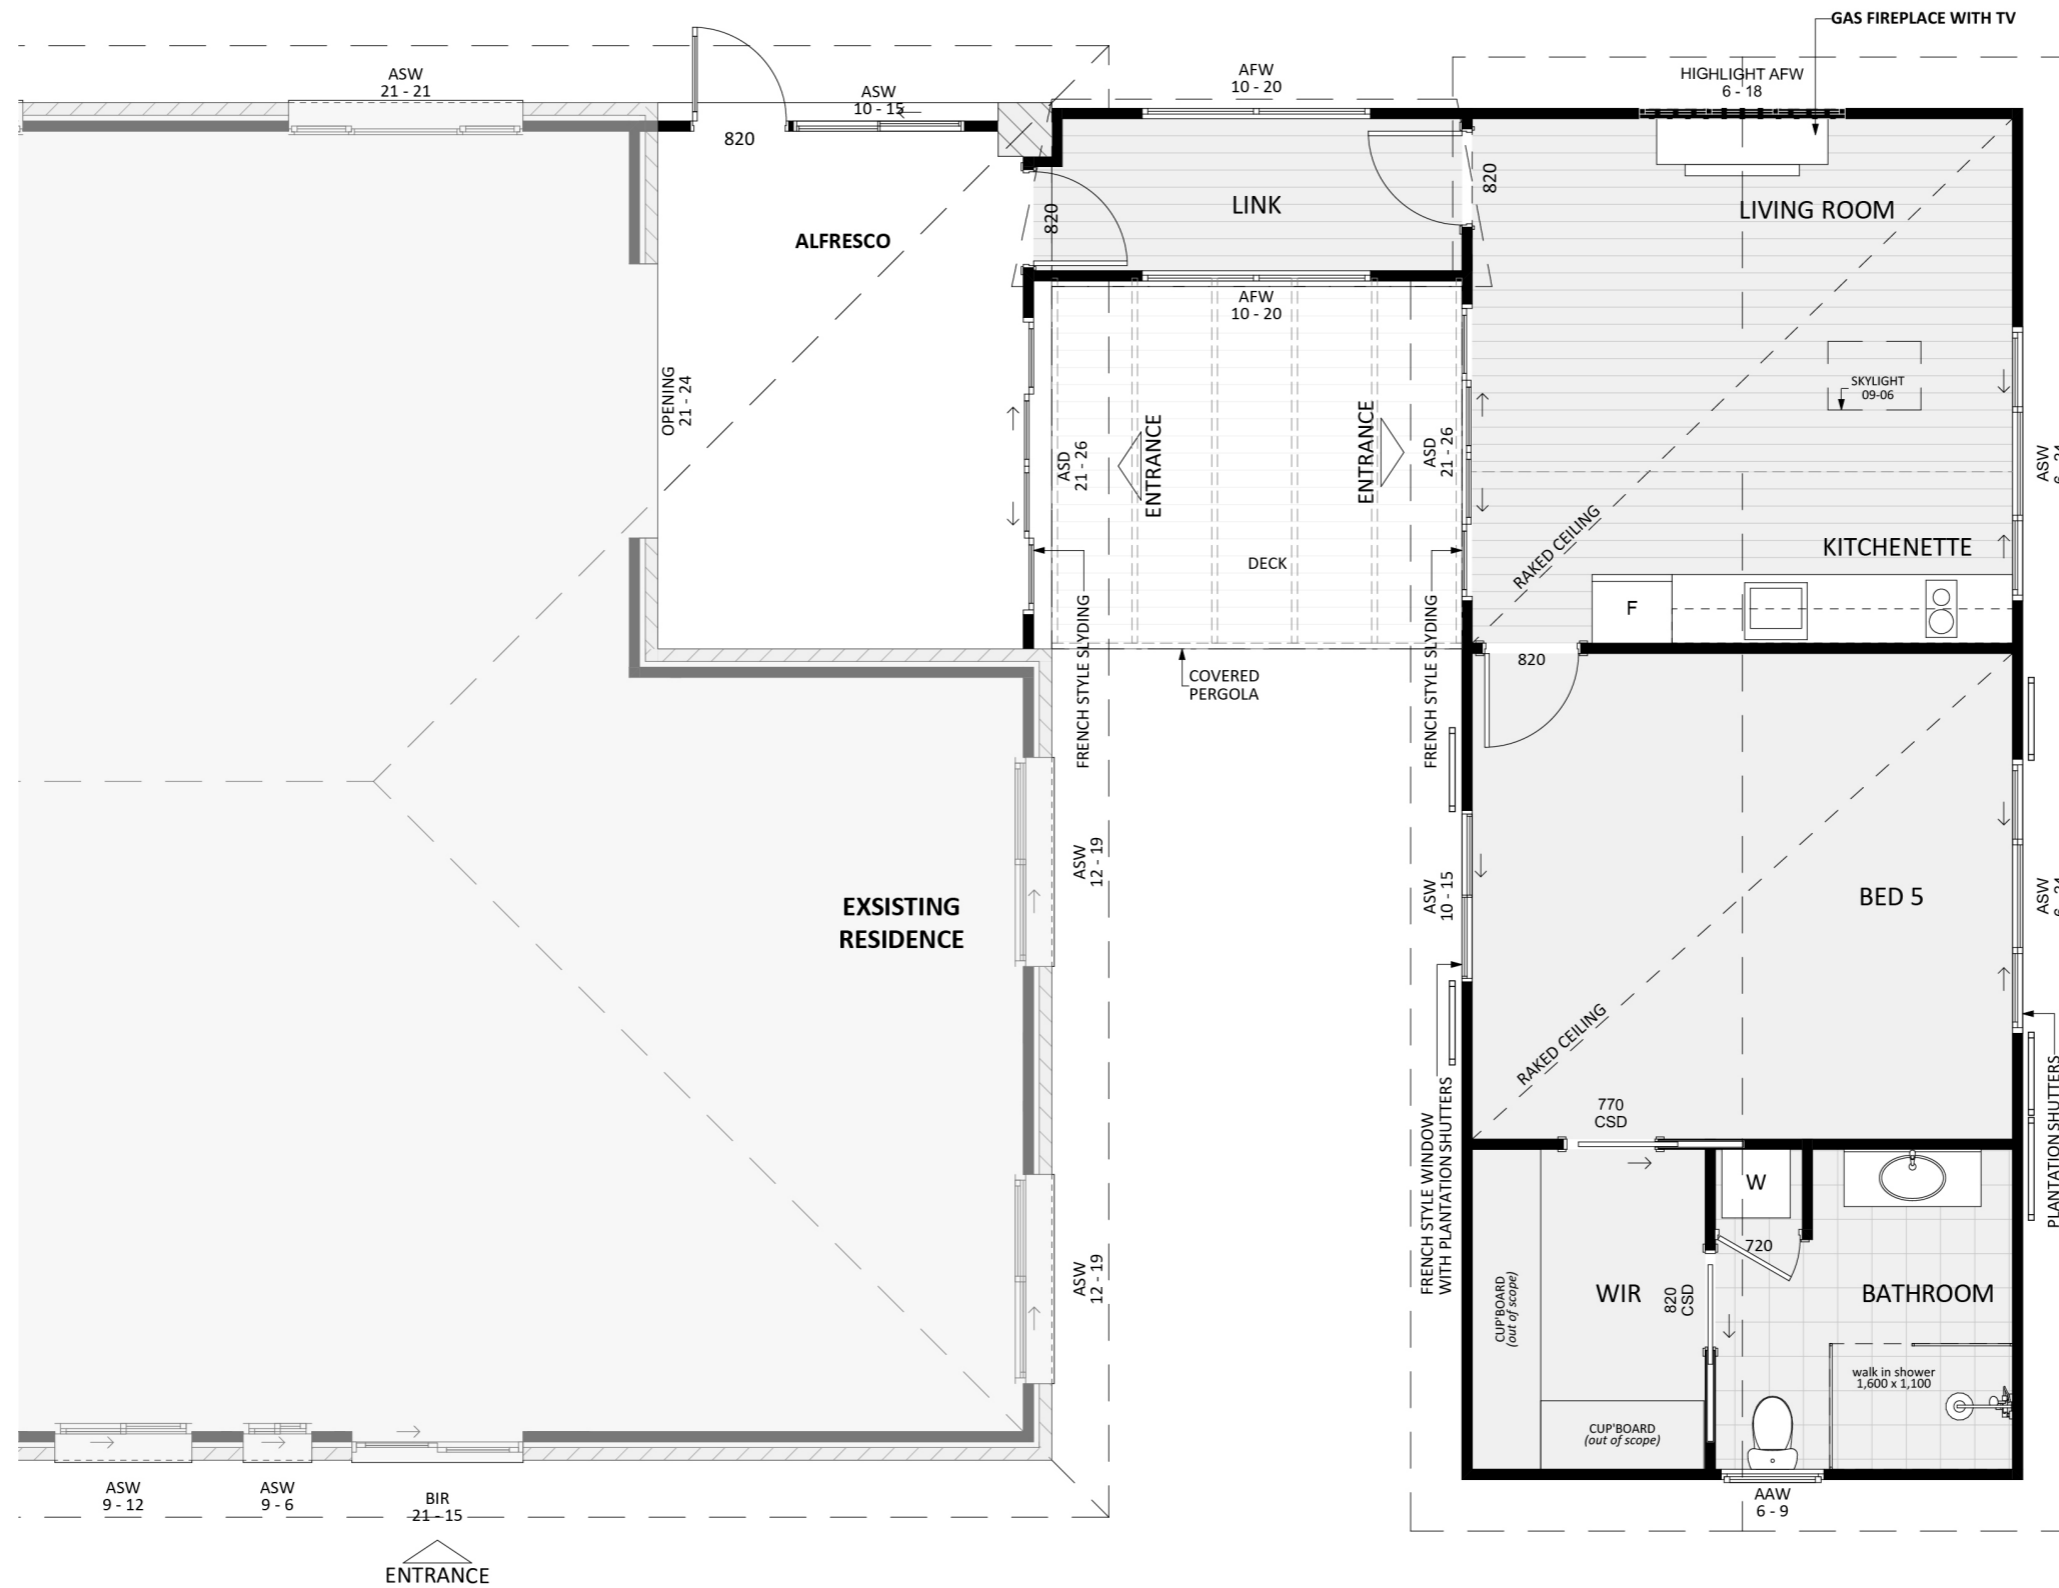 GAS FIREPLACE WITH TV
ASW
21 - 21
ASW
10 - 15
820
AFW
10 - 20
HIGHLIGHT AFW
6 - 18
820
820
LINK
LIVING ROOM
ALFRESCO
AFW
10 - 20
OPENING
21 - 24
ASD
21 - 26
ENTRANCE
ENTRANCE
ASD
21 - 26
SKYLIGHT
09-06
ASW
RAKED CEILING
KITCHENETTE
DECK
F
FRENCH STYLE SLYDING
FRENCH STYLE SLYDING
820
COVERED
PERGOLA
ASW
12 - 19
ASW
10 - 15
BED 5
ASW
EXSISTING
RESIDENCE
RAKED CEILING
770
CSD
FRENCH STYLE WINDOW
WITH PLANTATION SHUTTERS
PLANTATION SHUTTERS
W
720
ASW
12 - 19
CUP'BOARD
(out of scope)
WIR
820
CSD
BATHROOM
walk in shower
1,600 x 1,100
CUP'BOARD
(out of scope)
ASW
9 - 12
ASW
9 - 6
BIR
21 - 15
AAW
6 - 9
ENTRANCE